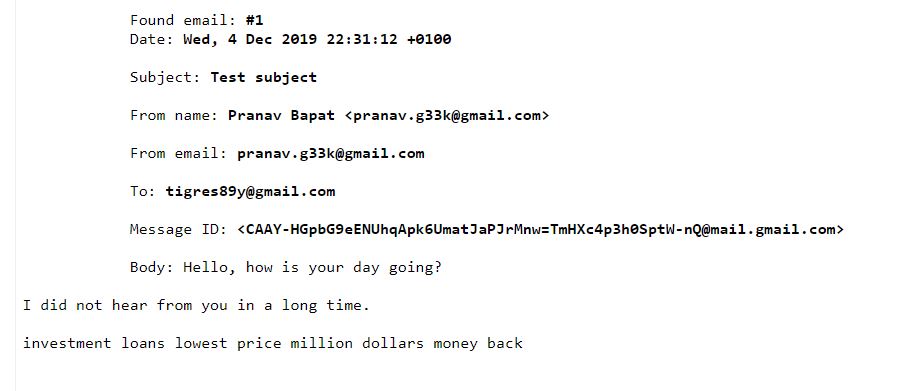 Found email: #1
Date: Wed, 4 Dec 2019 22:31:12 +0100
Subject: Test subject
From name: Pranav Bapat <pranav.g33k@gmail.com>
From email: pranav.g33k@gmail.com
To: tigres89y@gmail.com
Message ID: <CAAY-HGpbG9eENUhqApk6UmatJaPJrMnw=TmHXc4p3h0SptW-nQ@mail.gmail.com>
Body: Hello, how is your day going?
I did not hear from you in a long time.
investment loans lowest price million dollars money back